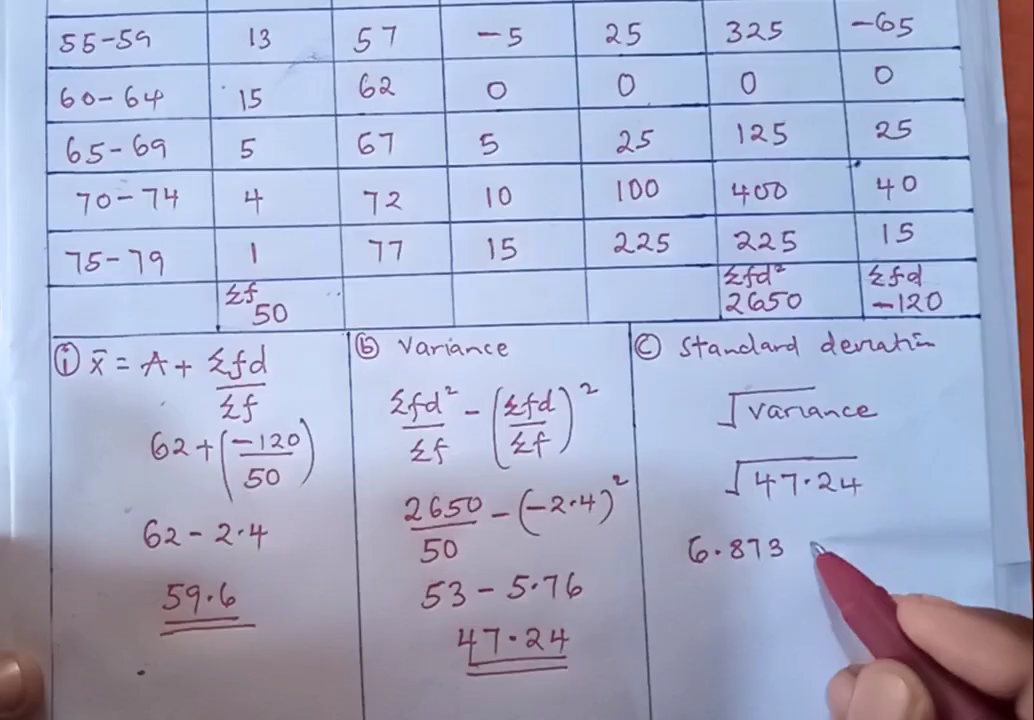 55-59 13 57 -5 25 325 -65
60-64 15 62 0 0 0 0
65-69 5 67 5 25 125 25
70-74 4 72 10 100 400 40
75-79 1 77 15 225 225 15
Σf 50 Σfd² 2650 Σfd -120
(i) x̄ = A + Σfd/Σf
62 + (-120/50)
62 - 2.4
59.6
(b) Variance
Σfd²/Σf - (Σfd/Σf)²
2650/50 - (-2.4)²
53 - 5.76
47.24
(c) Standard deviatin
√variance
√47.24
6.873